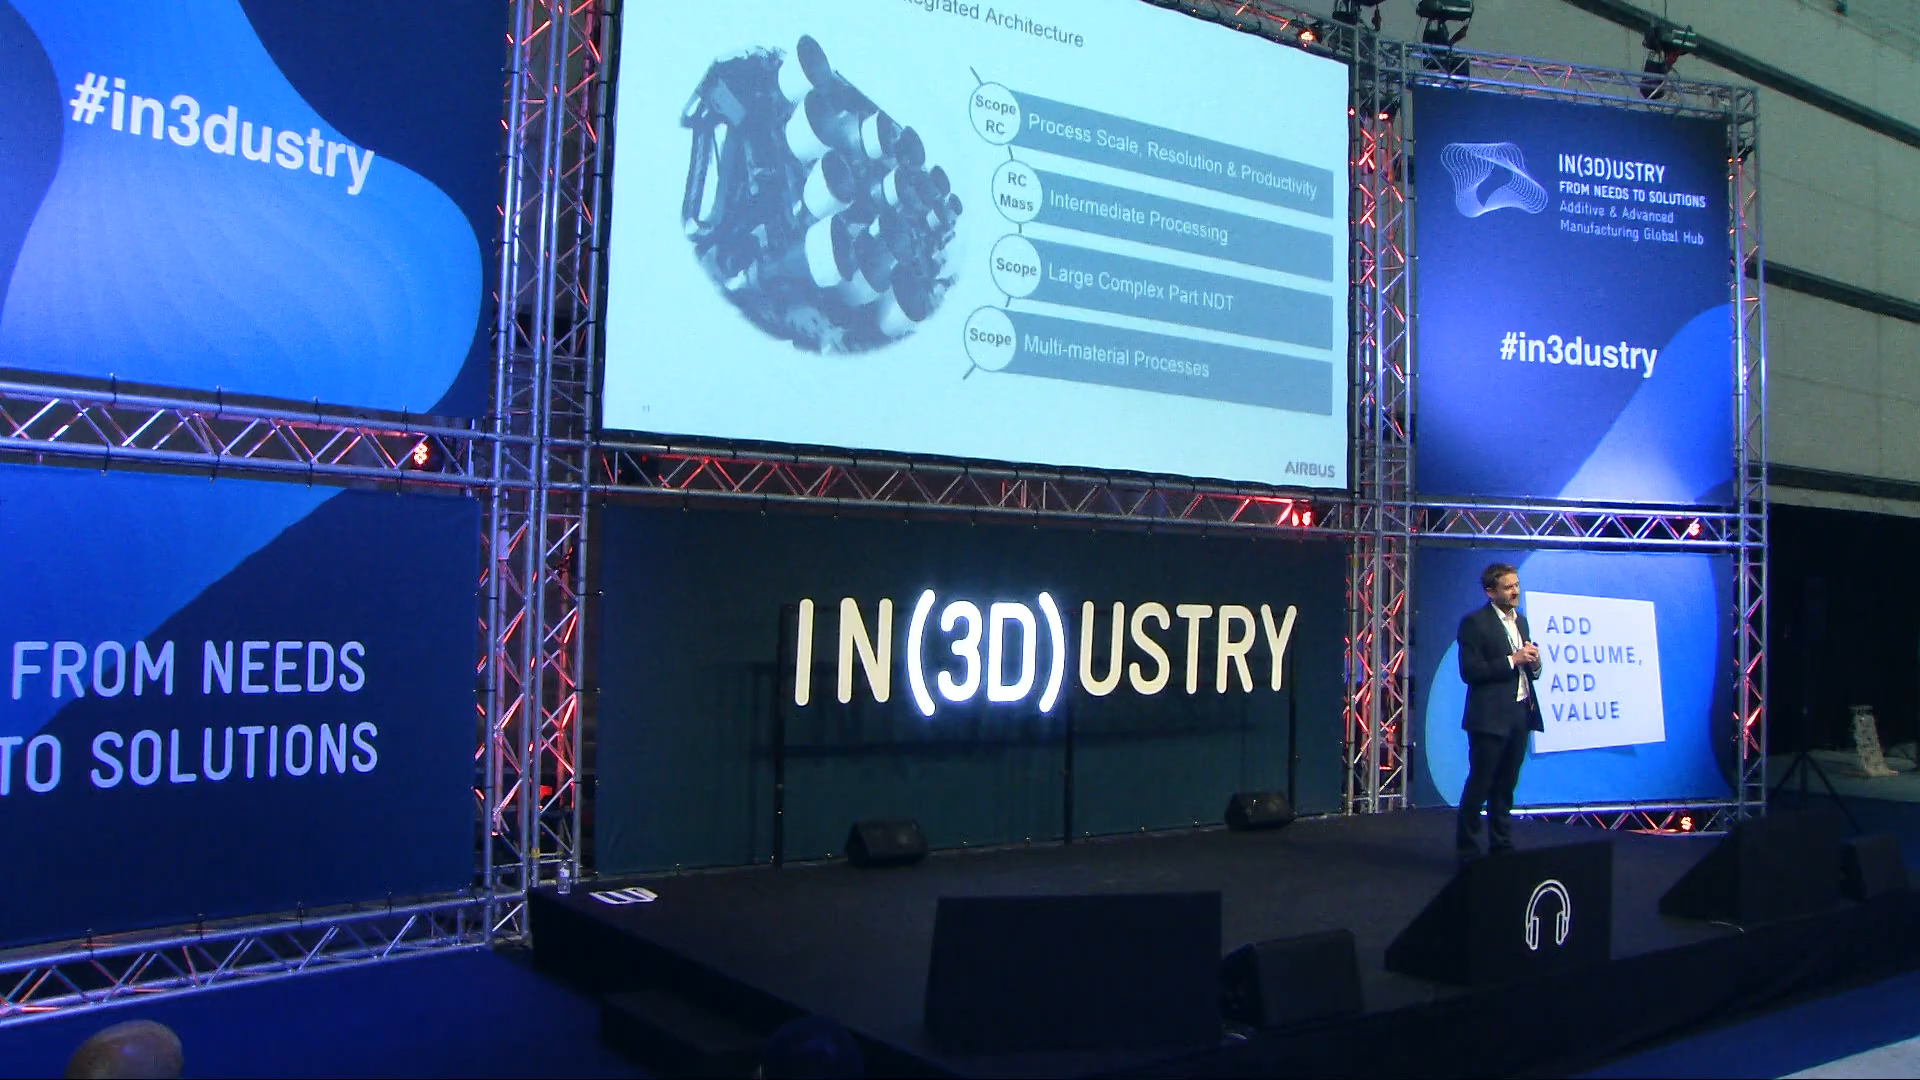 #in3dustry
FROM NEEDS
TO SOLUTIONS
Architecture
Scope
RC
Process Scale, Resolution & Productivity
RC
Mass
Intermediate Processing
Scope
Large Complex Part NDT
Scope
Multi-material Processes
11
AIRBUS
IN(3D)USTRY
IN(3D)USTRY
FROM NEEDS TO SOLUTIONS
Additive & Advanced
Manufacturing Global Hub
#in3dustry
ADD
VOLUME,
ADD
VALUE